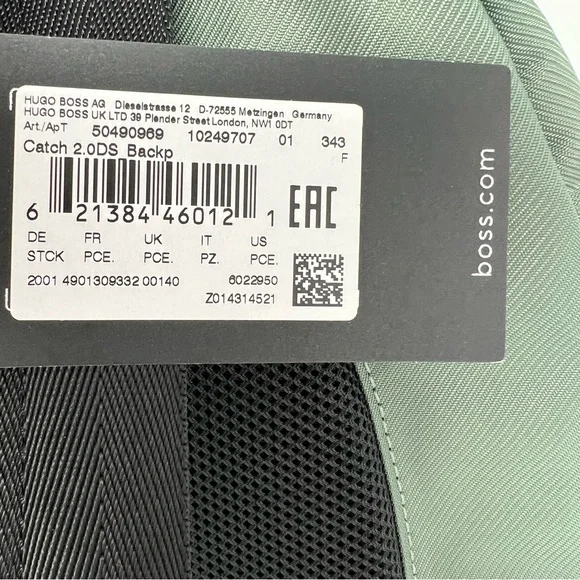 HUGO BOSS AG Dieselstrasse 12 D-72555 Metzingen Germany
HUGO BOSS UK LTD 39 Plender Street London, NW1 0DT
Art./Ap T 50490969 10249707 01 343
F
Catch 2.0DS Backp
6 21384 46012 1
EAC
DE FR UK IT US
STCK PCE. PCE. PZ. PCE.
2001 4901309332 00140 6022950
Z014314521
boss.com